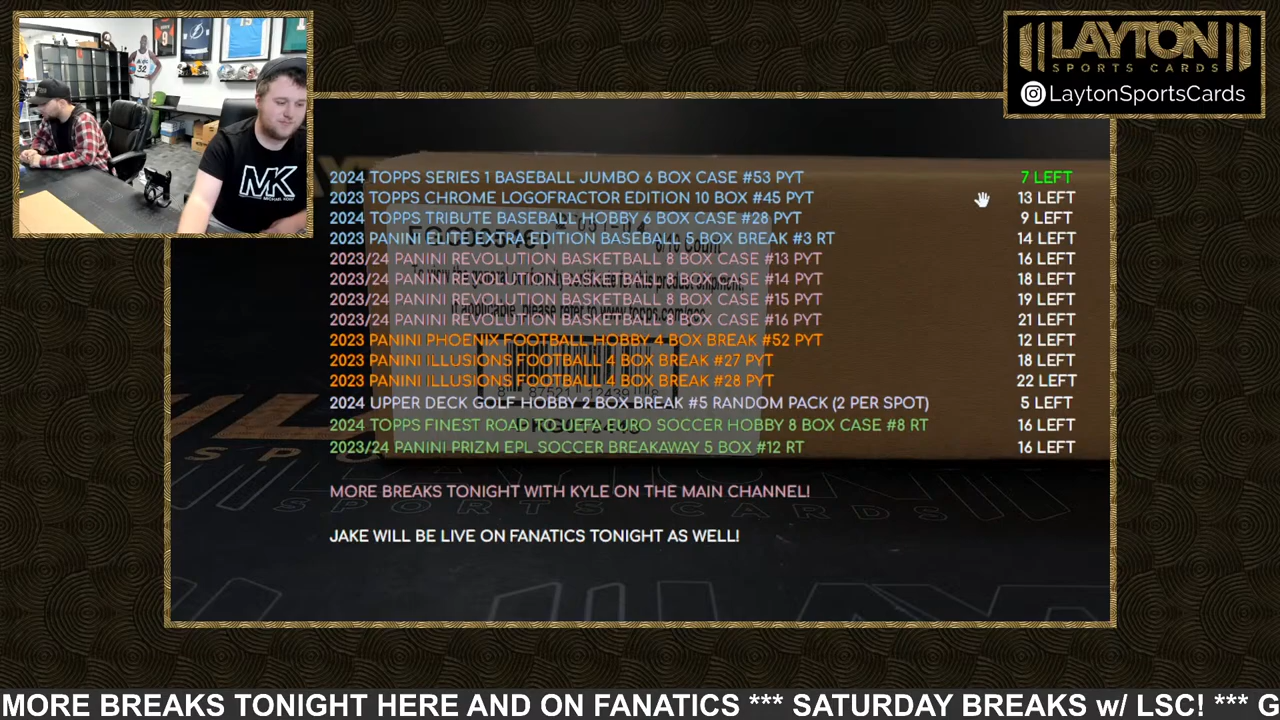 LAYTON
SPORTS CARDS
LaytonSportsCards
MK
2024 TOPPS SERIES 1 BASEBALL JUMBO 6 BOX CASE #53 PYT 7 LEFT
2023 TOPPS CHROME LOGOFRACTOR EDITION 10 BOX #45 PYT 13 LEFT
2024 TOPPS TRIBUTE BASEBALL HOBBY 6 BOX CASE #28 PYT 9 LEFT
2023 PANINI ELITE EXTRA EDITION BASEBALL 5 BOX BREAK #3 RT 14 LEFT
2023/24 PANINI REVOLUTION BASKETBALL 8 BOX CASE #13 PYT 16 LEFT
2023/24 PANINI REVOLUTION BASKETBALL 8 BOX CASE #14 PYT 18 LEFT
2023/24 PANINI REVOLUTION BASKETBALL 8 BOX CASE #15 PYT 19 LEFT
2023/24 PANINI REVOLUTION BASKETBALL 8 BOX CASE #16 PYT 21 LEFT
2023 PANINI PHOENIX FOOTBALL HOBBY 4 BOX BREAK #52 PYT 12 LEFT
2023 PANINI ILLUSIONS FOOTBALL 4 BOX BREAK #27 PYT 18 LEFT
2023 PANINI ILLUSIONS FOOTBALL 4 BOX BREAK #28 PYT 22 LEFT
2024 UPPER DECK GOLF HOBBY 2 BOX BREAK #5 RANDOM PACK (2 PER SPOT) 5 LEFT
2024 TOPPS FINEST ROAD TO UEFA EURO SOCCER HOBBY 8 BOX CASE #8 RT 16 LEFT
2023/24 PANINI PRIZM EPL SOCCER BREAKAWAY 5 BOX #12 RT 16 LEFT
MORE BREAKS TONIGHT WITH KYLE ON THE MAIN CHANNEL!
JAKE WILL BE LIVE ON FANATICS TONIGHT AS WELL!
MORE BREAKS TONIGHT HERE AND ON FANATICS *** SATURDAY BREAKS w/ LSC! *** G